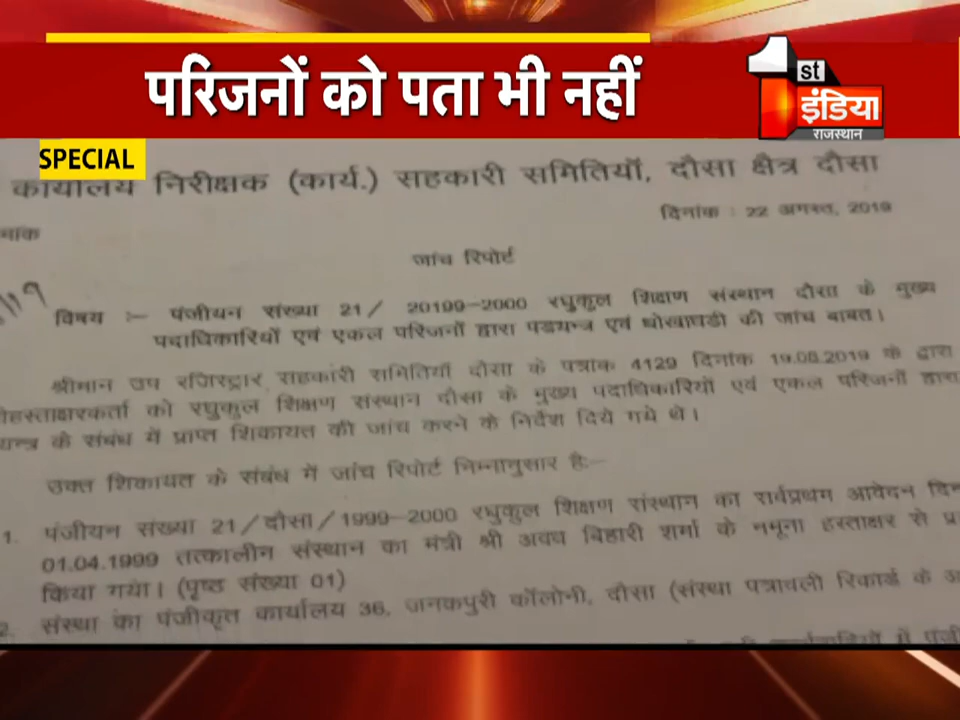 परिजनों को पता भी नहीं
1st
इंडिया
राजस्थान
SPECIAL
कार्यालय निरीक्षक (कार्य.) सहकारी समितियॉं, दौसा क्षैत्र दौसा
दिनांक : 22 अगस्त, 2019
मांक
जांच रिपोर्ट
विषय :- पंजीयन संख्या 21/ 20199-2000 रघुकुल शिक्षण संस्थान दौसा के मुख्य
पदाधिकारियों एवं एकल परिजनों द्वारा षडयन्त्र एवं धोखाधडी की जांच बाबत।
श्रीमान उप रजिस्ट्रार सहकारी समितियॉं दौसा के पत्रांक 4129 दिनांक 19.08.2019 के द्वारा
हस्ताक्षरकर्ता को रघुकुल शिक्षण संस्थान दौसा के मुख्य पदाधिकारियों एवं एकल परिजनों द्वारा
यन्त्र के संबंध में प्राप्त शिकायत की जांच करने के निर्देश दिये गये थे।
उक्त शिकायत के संबंध में जांच रिपोर्ट निम्नानुसार है:-
1. पंजीयन संख्या 21/दौसा/1999-2000 रघुकुल शिक्षण संस्थान का सर्वप्रथम आवेदन दिन
01.04.1999 तत्कालीन संस्थान का मंत्री श्री अवध बिहारी शर्मा के नमूना हस्ताक्षर से प्र
किया गया। (पृष्ठ संख्या 01)
2. संस्था का पंजीकृत कार्यालय 36, जनकपुरी कॉलोनी, दौसा (संस्था पत्रावली रिकार्ड के अ